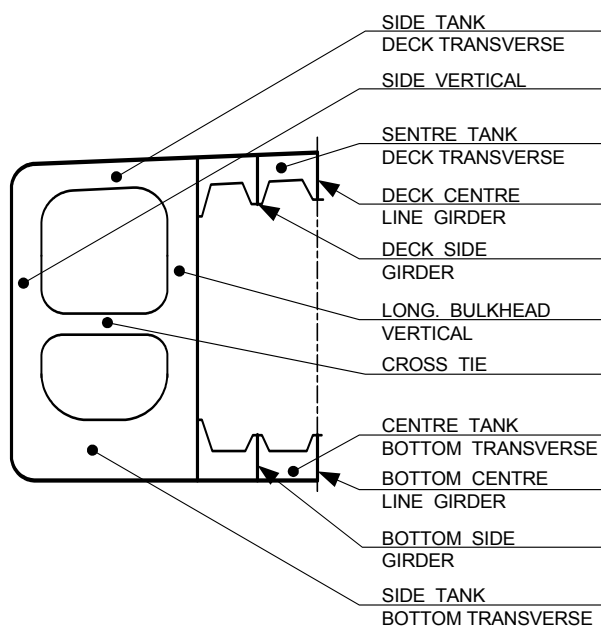 SIDE TANK
DECK TRANSVERSE
SIDE VERTICAL
SENTRE TANK
DECK TRANSVERSE
DECK CENTRE
LINE GIRDER
DECK SIDE
GIRDER
LONG. BULKHEAD
VERTICAL
CROSS TIE
CENTRE TANK
BOTTOM TRANSVERSE
BOTTOM CENTRE
LINE GIRDER
BOTTOM SIDE
GIRDER
SIDE TANK
BOTTOM TRANSVERSE